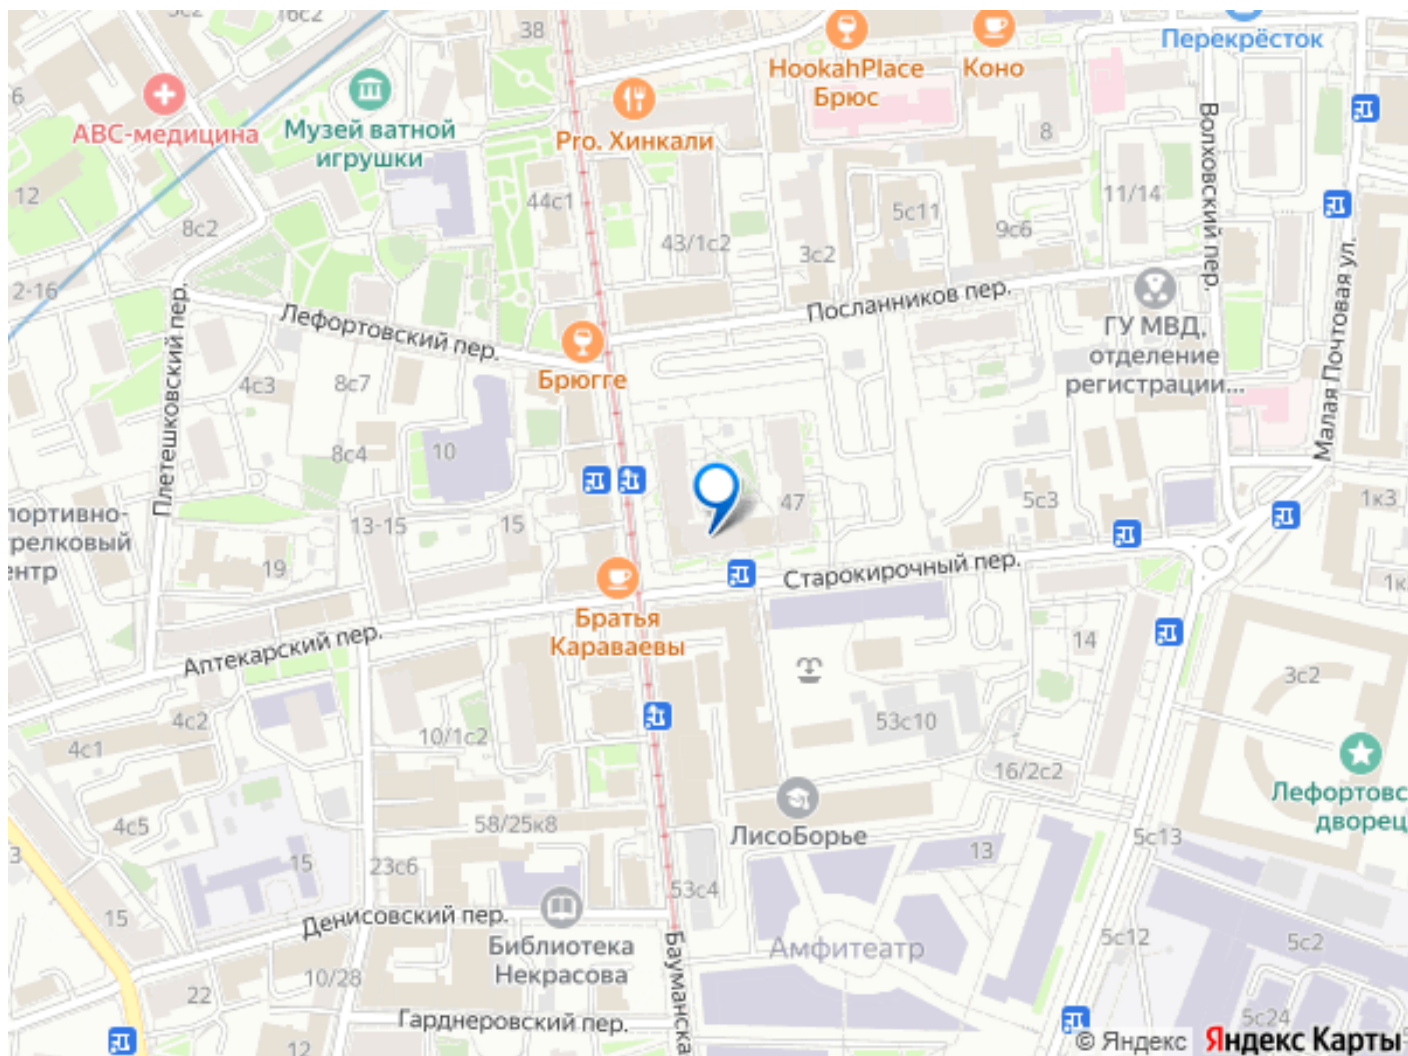 38
16с2
HookahPlace
Брюс
Коно
Перекрёсток
АВС-медицина
Музей ватной
игрушки
Pro. Хинкали
8
Волховский пер.
12
8с2
44с1
43/1с2
3с2
5с11
9с6
11/14
2-16
Плетешковский пер.
Лефортовский пер.
Посланников пер.
Малая Почтовая ул.
ГУ МВД,
отделение
регистрации...
Брюгге
4с3
8с7
8с4
10
47
5с3
1к3
портивно-
релковый
ентр
13-15
15
19
Старокирочный пер.
Братья
Караваевы
Аптекарский пер.
14
3с2
4с2
4с1
10/1с2
53с10
16/2с2
Лефортовс
дворец
4с5
58/25к8
ЛисоБорье
13
5с13
15
23с6
53с4
15
Денисовский пер.
Библиотека
Некрасова
Бауманска
Амфитеатр
5с12
5с2
10/28
22
Гарднеровский пер.
12
5с24
© Яндекс Яндекс Карты